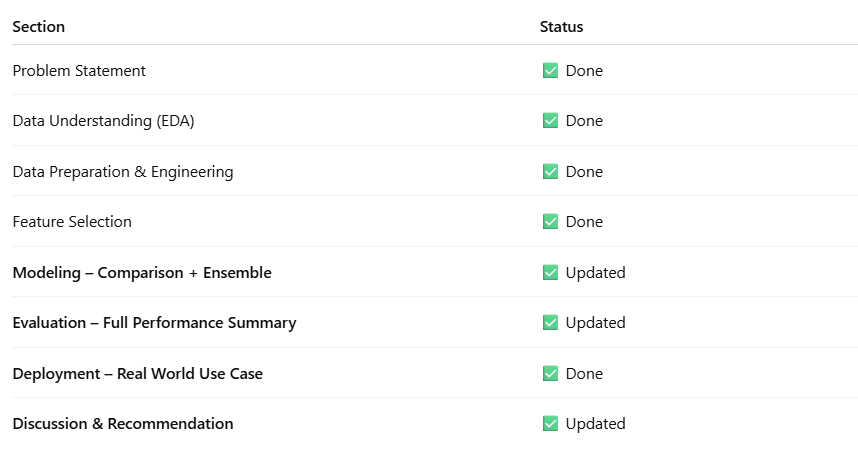 Section Status
Problem Statement ✅ Done
Data Understanding (EDA) ✅ Done
Data Preparation & Engineering ✅ Done
Feature Selection ✅ Done
Modeling – Comparison + Ensemble ✅ Updated
Evaluation – Full Performance Summary ✅ Updated
Deployment – Real World Use Case ✅ Done
Discussion & Recommendation ✅ Updated